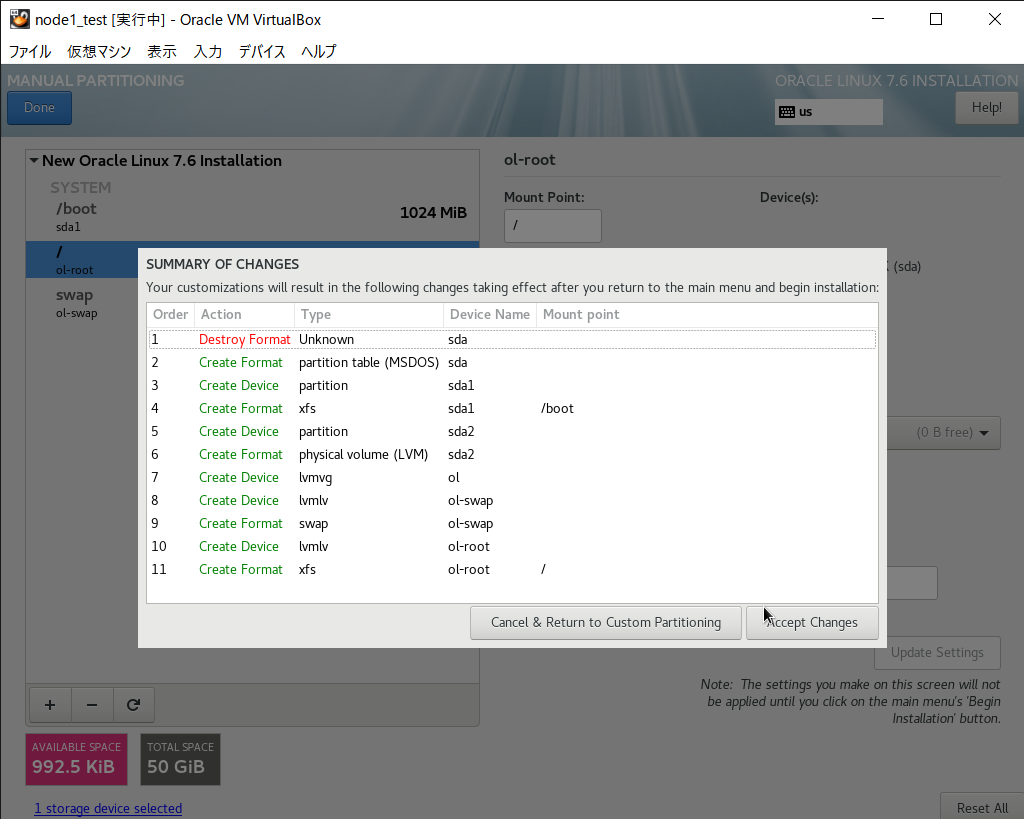 node1_test [実行中] - Oracle VM VirtualBox
ファイル 仮想マシン 表示 入力 デバイス ヘルプ
MANUAL PARTITIONING
ORACLE LINUX 7.6 INSTALLATION
Done
us
Help!
New Oracle Linux 7.6 Installation
SYSTEM
/boot
1024 MiB
sda1
/
ol-root
swap
ol-swap
ol-root
Mount Point:
Device(s):
/
(sda)
SUMMARY OF CHANGES
Your customizations will result in the following changes taking effect after you return to the main menu and begin installation:
Order Action Type Device Name Mount point
1 Destroy Format Unknown sda
2 Create Format partition table (MSDOS) sda
3 Create Device partition sda1
4 Create Format xfs sda1 /boot
5 Create Device partition sda2
6 Create Format physical volume (LVM) sda2
7 Create Device lvmvg ol
8 Create Device lvmlv ol-swap
9 Create Format swap ol-swap
10 Create Device lvmlv ol-root
11 Create Format xfs ol-root /
Cancel & Return to Custom Partitioning
Accept Changes
(0 B free)
Update Settings
Note: The settings you make on this screen will not
be applied until you click on the main menu's 'Begin
Installation' button.
+ −
AVAILABLE SPACE
992.5 KiB
TOTAL SPACE
50 GiB
1 storage device selected
Reset All